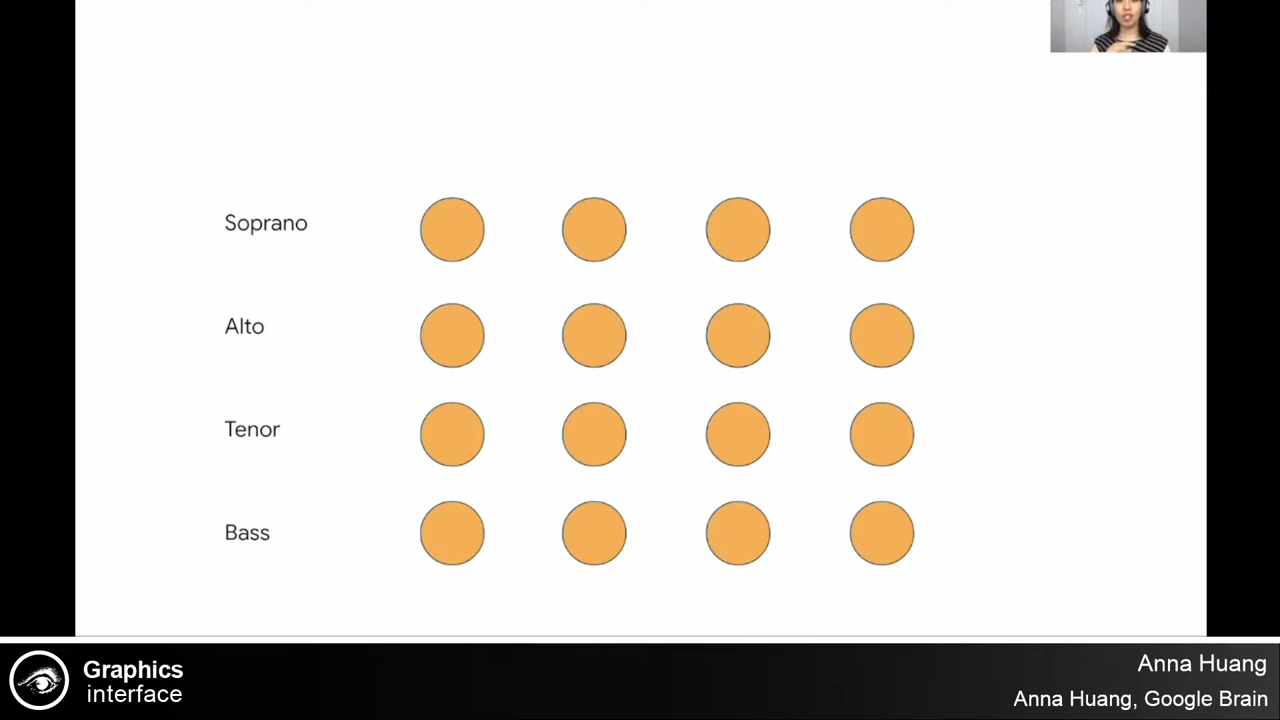 Soprano
Alto
Tenor
Bass
Graphics
interface
Anna Huang
Anna Huang, Google Brain